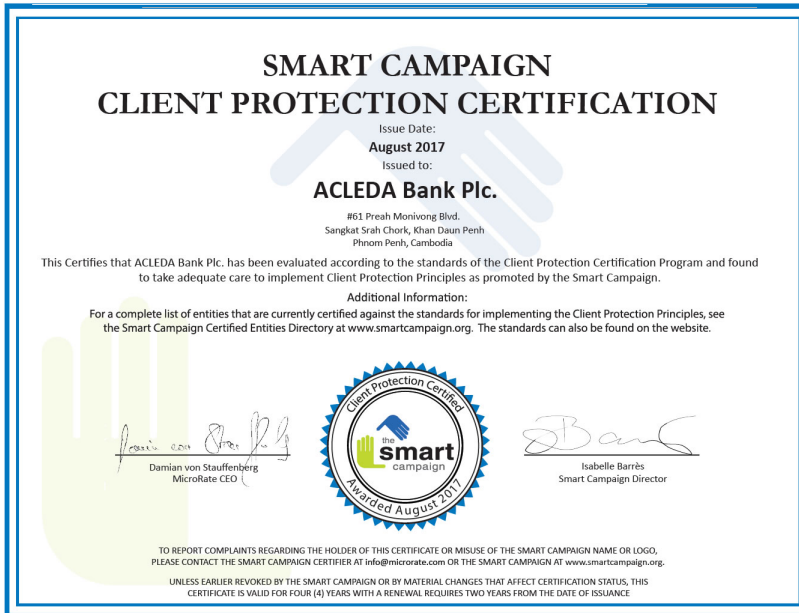 SMART CAMPAIGN
CLIENT PROTECTION CERTIFICATION
Issue Date:
August 2017
Issued to:
ACLEDA Bank Plc.
#61 Preah Monivong Blvd.
Sangkat Srah Chork, Khan Daun Penh
Phnom Penh, Cambodia
This Certifies that ACLEDA Bank Plc. has been evaluated according to the standards of the Client Protection Certification Program and found
to take adequate care to implement Client Protection Principles as promoted by the Smart Campaign.
Additional Information:
For a complete list of entities that are currently certified against the standards for implementing the Client Protection Principles, see
the Smart Campaign Certified Entities Directory at www.smartcampaign.org. The standards can also be found on the website.
Client Protection Certified
the
smart
campaign
Awarded August 2017
Damian von Stauffenberg
MicroRate CEO
Isabelle Barrès
Smart Campaign Director
TO REPORT COMPLAINTS REGARDING THE HOLDER OF THIS CERTIFICATE OR MISUSE OF THE SMART CAMPAIGN NAME OR LOGO,
PLEASE CONTACT THE SMART CAMPAIGN CERTIFIER AT info@microrate.com OR THE SMART CAMPAIGN AT www.smartcampaign.org.
UNLESS EARLIER REVOKED BY THE SMART CAMPAIGN OR BY MATERIAL CHANGES THAT AFFECT CERTIFICATION STATUS, THIS
CERTIFICATE IS VALID FOR FOUR (4) YEARS WITH A RENEWAL REQUIRES TWO YEARS FROM THE DATE OF ISSUANCE